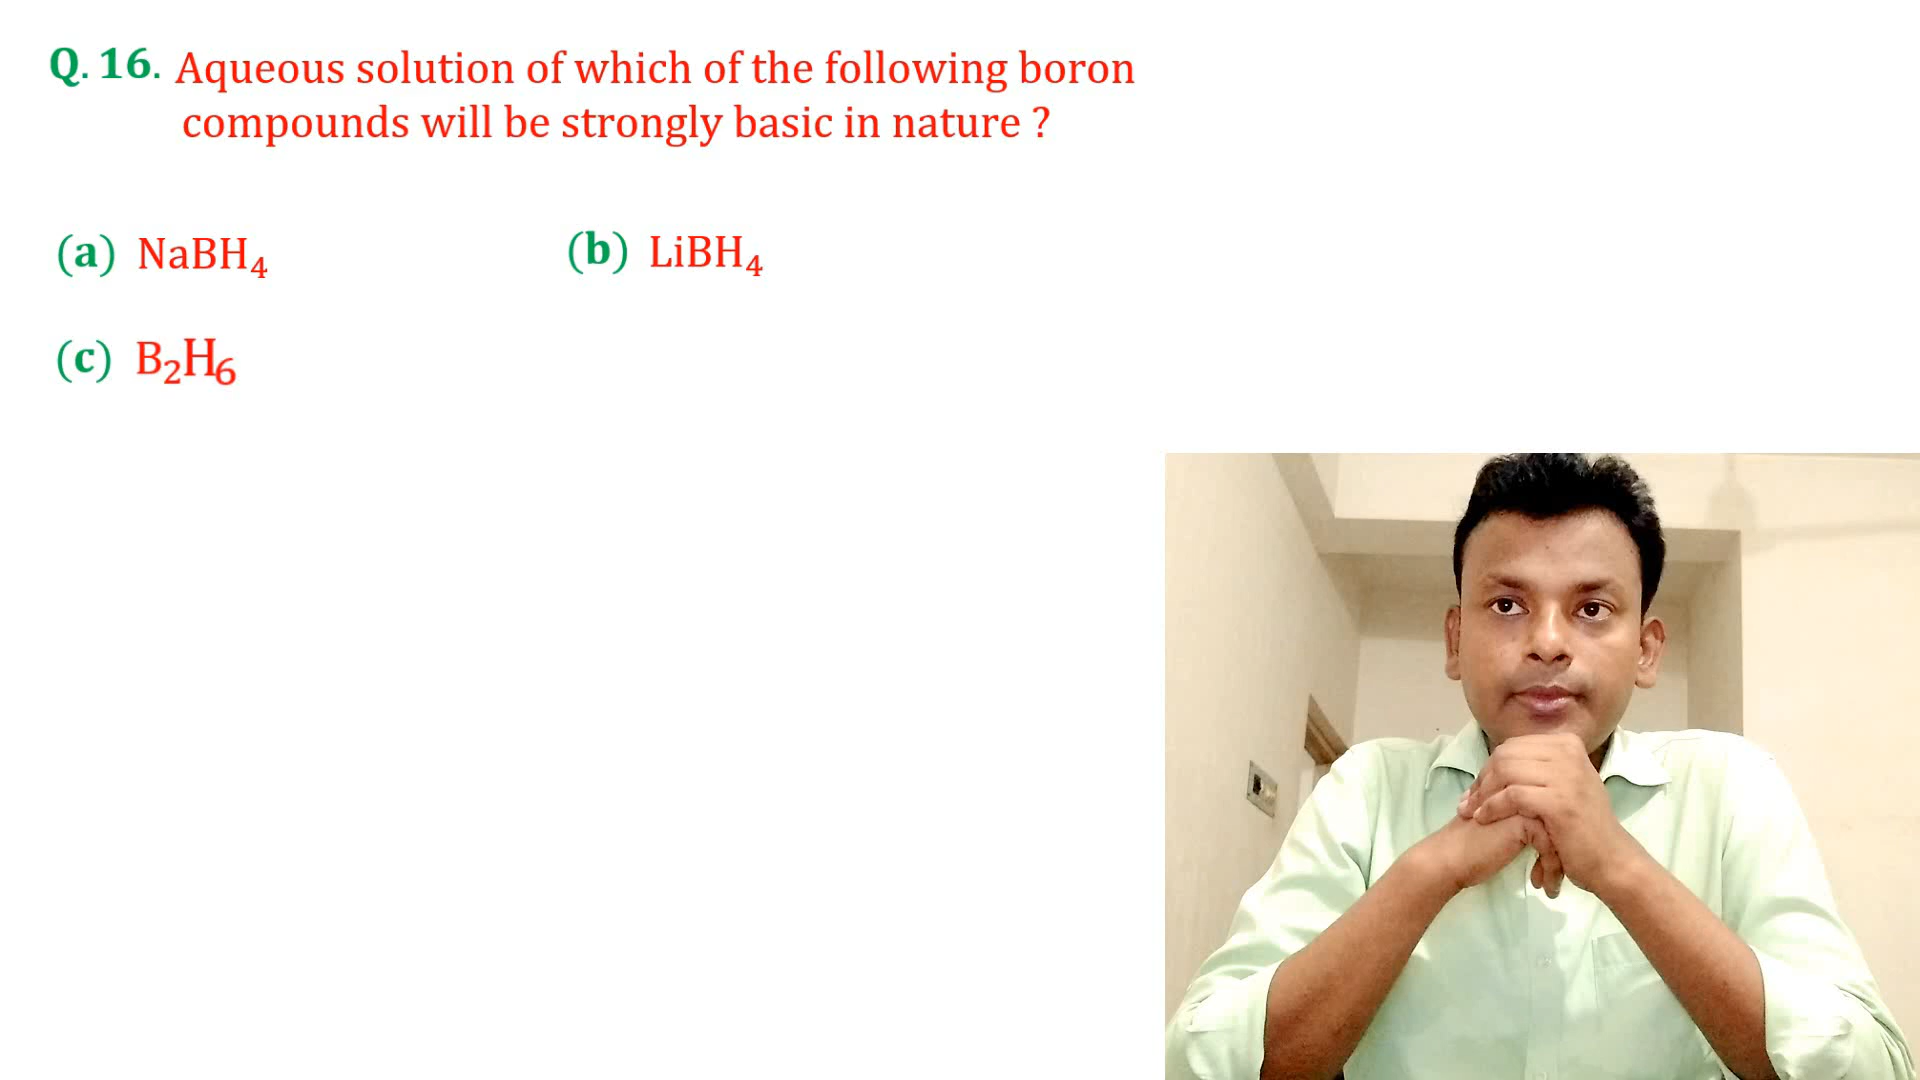 Q. 16. Aqueous solution of which of the following boron
compounds will be strongly basic in nature ?
(a) NaBH₄ (b) LiBH₄
(c) B₂H₆